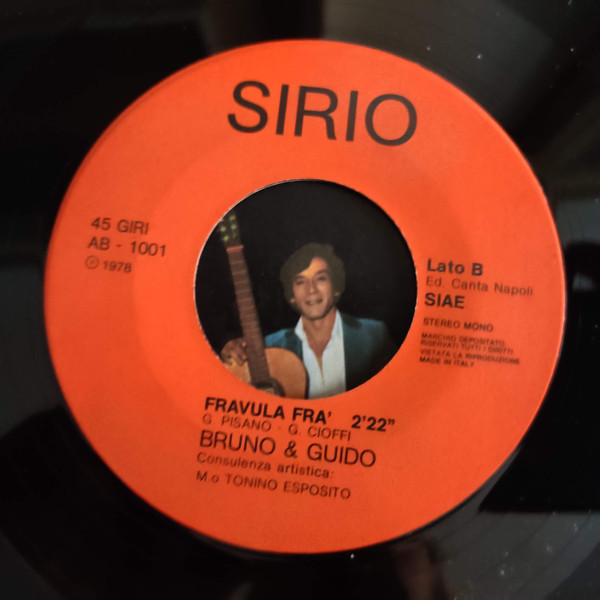 SIRIO
45 GIRI
AB - 1001
℗ 1978
Lato B
Ed. Canta Napoli
SIAE
STEREO MONO
MARCHIO DEPOSITATO
RISERVATI TUTTI I DIRITTI
VIETATA LA RIPRODUZIONE
MADE IN ITALY
FRAVULA FRA' 2'22"
G. PISANO - G. CIOFFI
BRUNO & GUIDO
Consulenza artistica:
M.o TONINO ESPOSITO